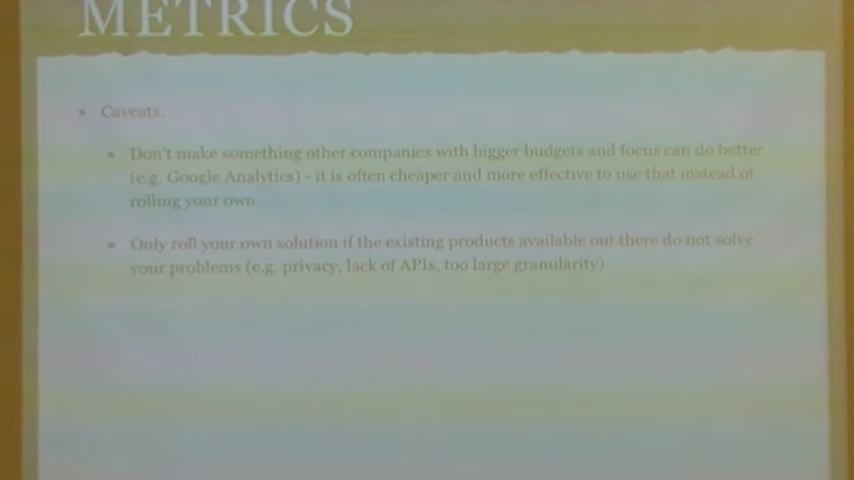 METRICS
Caveats:
Don't make something other companies with bigger budgets and focus can do better
(e.g. Google Analytics) - it is often cheaper and more effective to use that instead of
rolling your own
Only roll your own solution if the existing products available out there do not solve
your problems (e.g. privacy, lack of APIs, too large granularity)